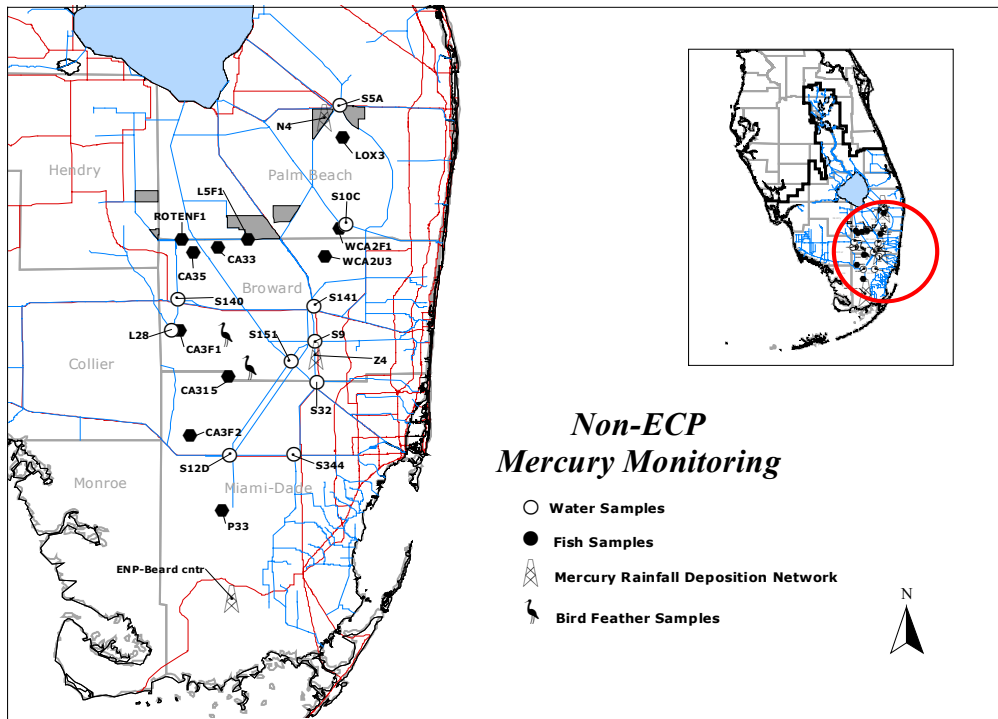 S5A
N4
LOX3
Hendry
Palm Beach
L5F1
S10C
ROTENF1
WCA2F1
CA33
WCA2U3
CA35
Broward
S140
S141
L28
S151
S9
CA3F1
Z4
Collier
CA315
S32
CA3F2
S12D
S344
Monroe
Miami-Dade
P33
ENP-Beard cntr
Non-ECP
Mercury Monitoring
Water Samples
Fish Samples
Mercury Rainfall Deposition Network
Bird Feather Samples
N